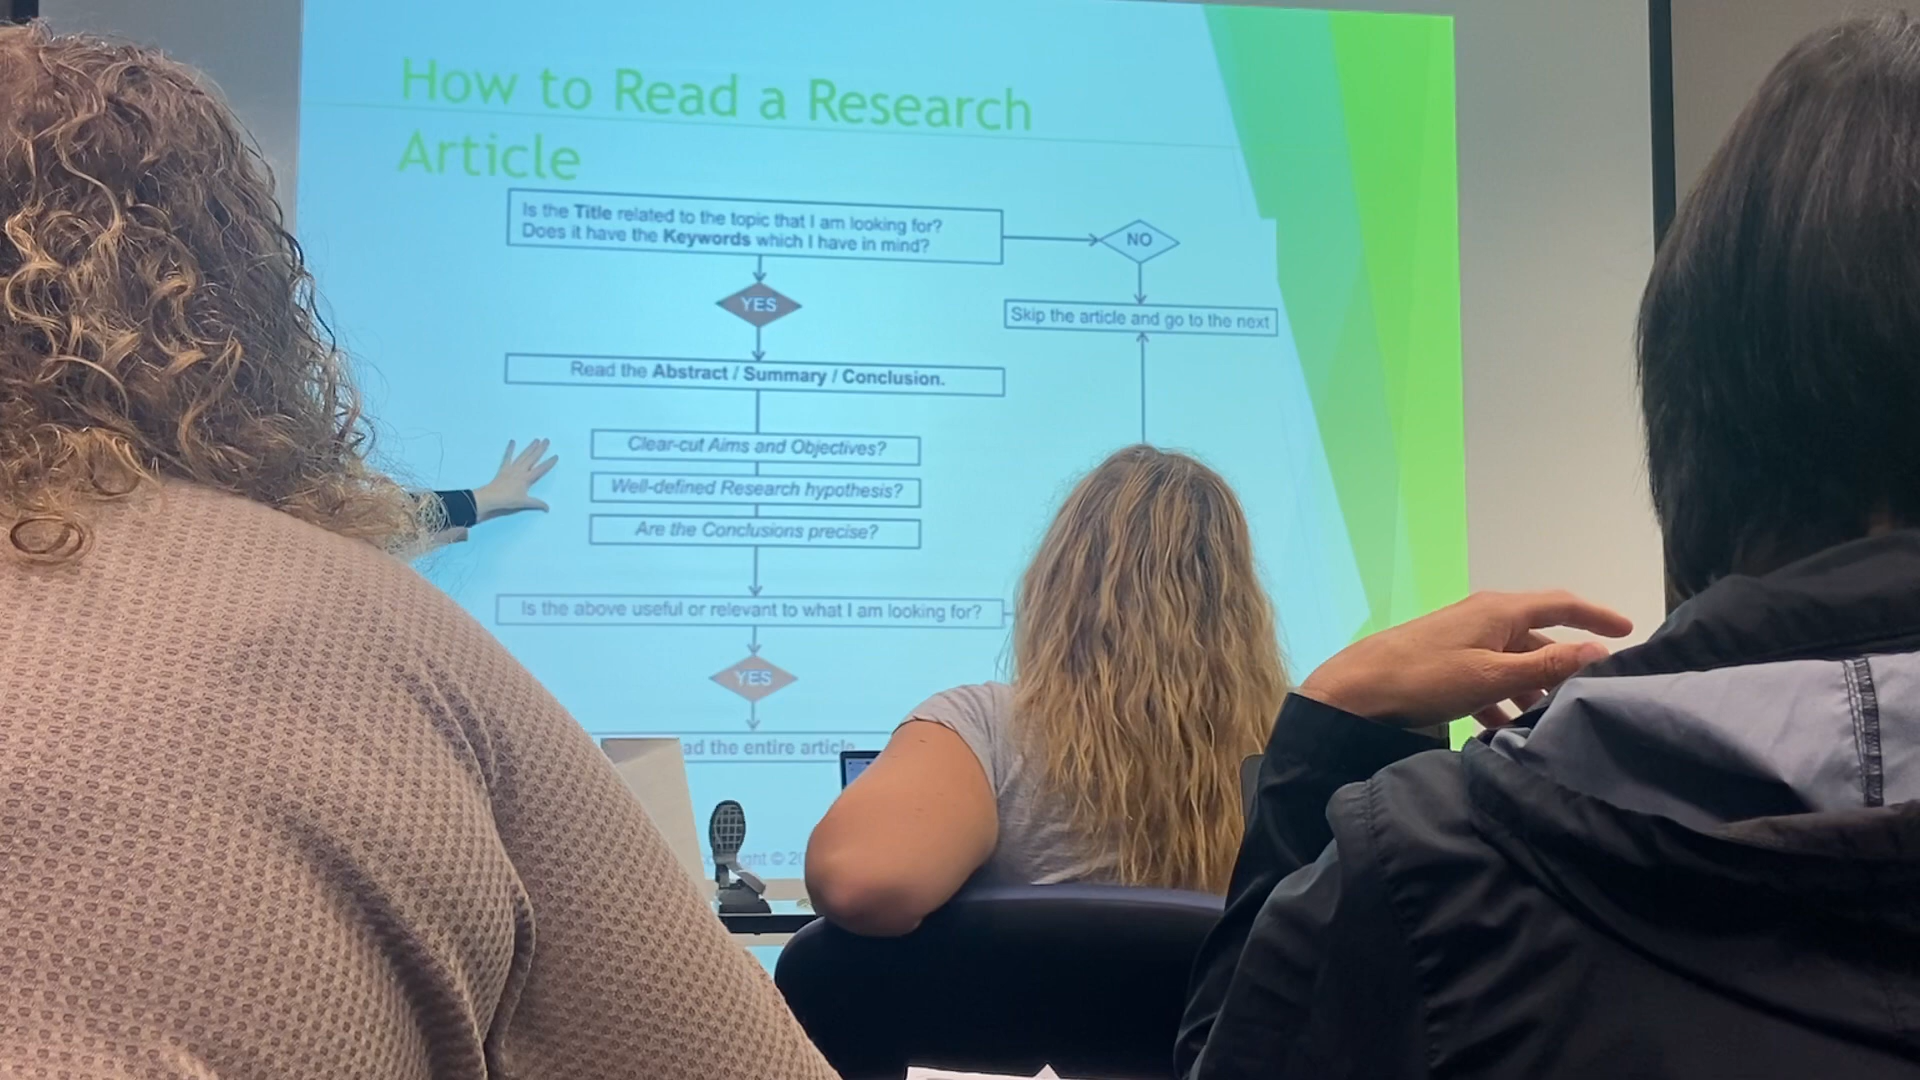 How to Read a Research
Article
Is the Title related to the topic that I am looking for?
Does it have the Keywords which I have in mind?
NO
YES
Skip the article and go to the next
Read the Abstract / Summary / Conclusion.
Clear-cut Aims and Objectives?
Well-defined Research hypothesis?
Are the Conclusions precise?
Is the above useful or relevant to what I am looking for?
YES
the entire article
©